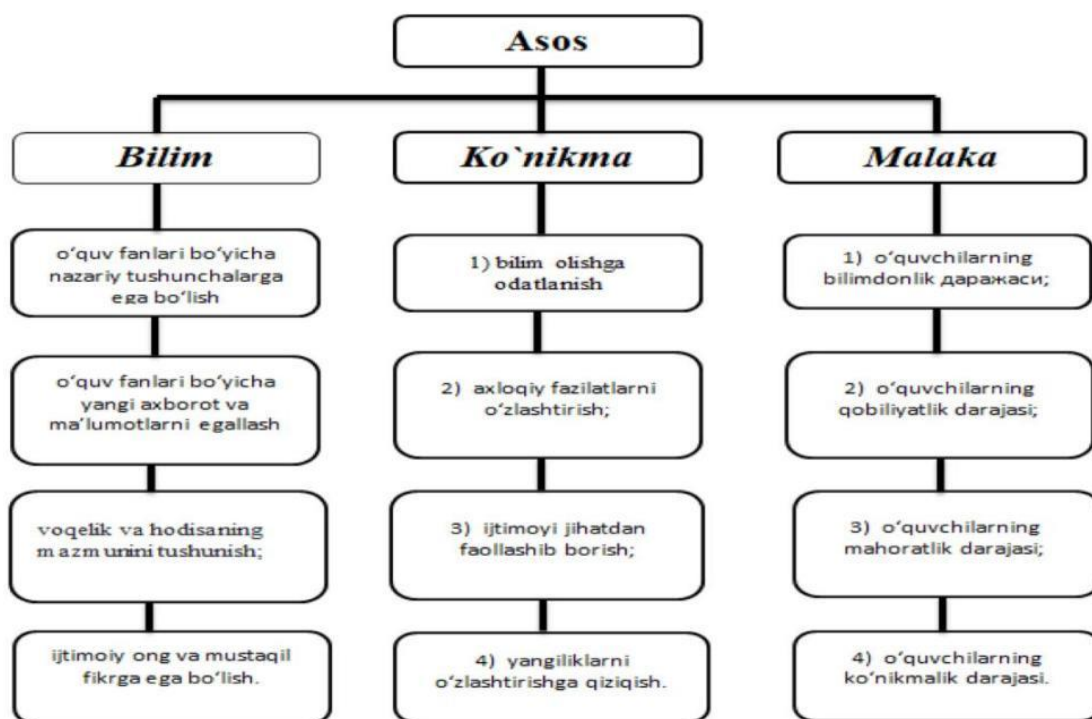 Asos
Bilim
o‘quv fanlari bo‘yicha
nazariy tushunchalarga
ega bo‘lish
o‘quv fanlari bo‘yicha
yangi axborot va
ma’lumotlarni egallash
voqelik va hodisaning
mazmunini tushunish;
ijtimoiy ong va mustaqil
fikrga ega bo‘lish.
Ko`nikma
1) bilim olishga
odatlanish
2) axloqiy fazilatlarni
o‘zlashtirish;
3) ijtimoyi jihatdan
faollashib borish;
4) yangiliklarni
o‘zlashtirishga qiziqish.
Malaka
1) o‘quvchilarning
bilimdonlik даражаси;
2) o‘quvchilarning
qobiliyatlik darajasi;
3) o‘quvchilarning
mahoratlik darajasi;
4) o‘quvchilarning
ko‘nikmalik darajasi.